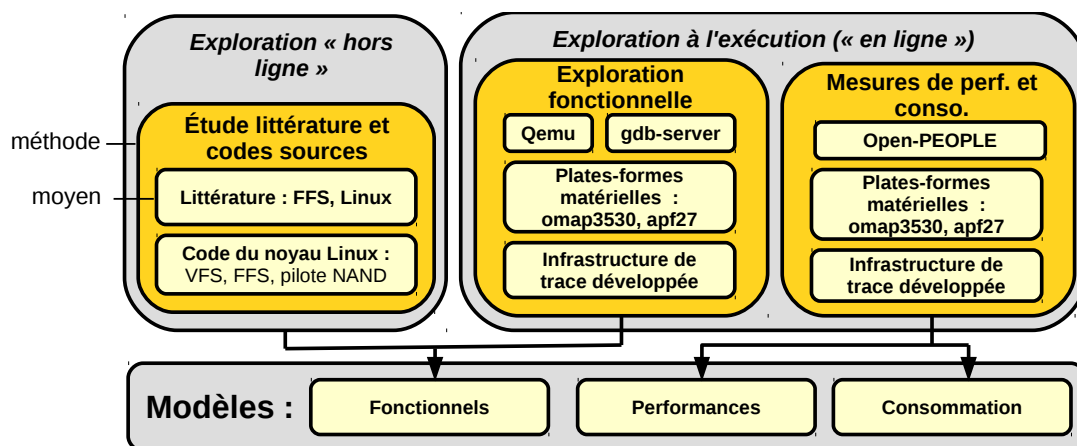 Exploration « hors
ligne »
méthode
moyen
Étude littérature et
codes sources
Littérature : FFS, Linux
Code du noyau Linux :
VFS, FFS, pilote NAND
Exploration à l'exécution (« en ligne »)
Exploration
fonctionnelle
Qemu
gdb-server
Plates-formes
matérielles :
omap3530, apf27
Infrastructure de
trace développée
Mesures de perf. et
conso.
Open-PEOPLE
Plates-formes
matérielles :
omap3530, apf27
Infrastructure de
trace développée
Modèles :
Fonctionnels
Performances
Consommation